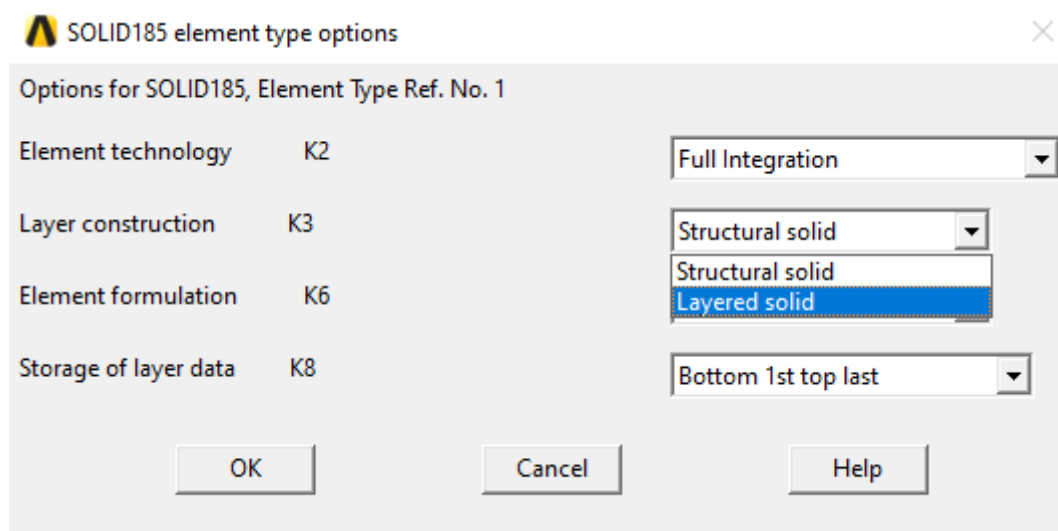 SOLID185 element type options
Options for SOLID185, Element Type Ref. No. 1
Element technology K2 Full Integration
Layer construction K3 Structural solid
Structural solid
Element formulation K6 Layered solid
Storage of layer data K8 Bottom 1st top last
OK Cancel Help